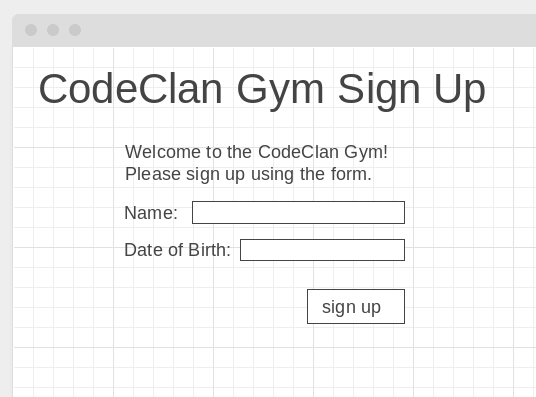 CodeClan Gym Sign Up
Welcome to the CodeClan Gym!
Please sign up using the form.
Name:
Date of Birth:
sign up